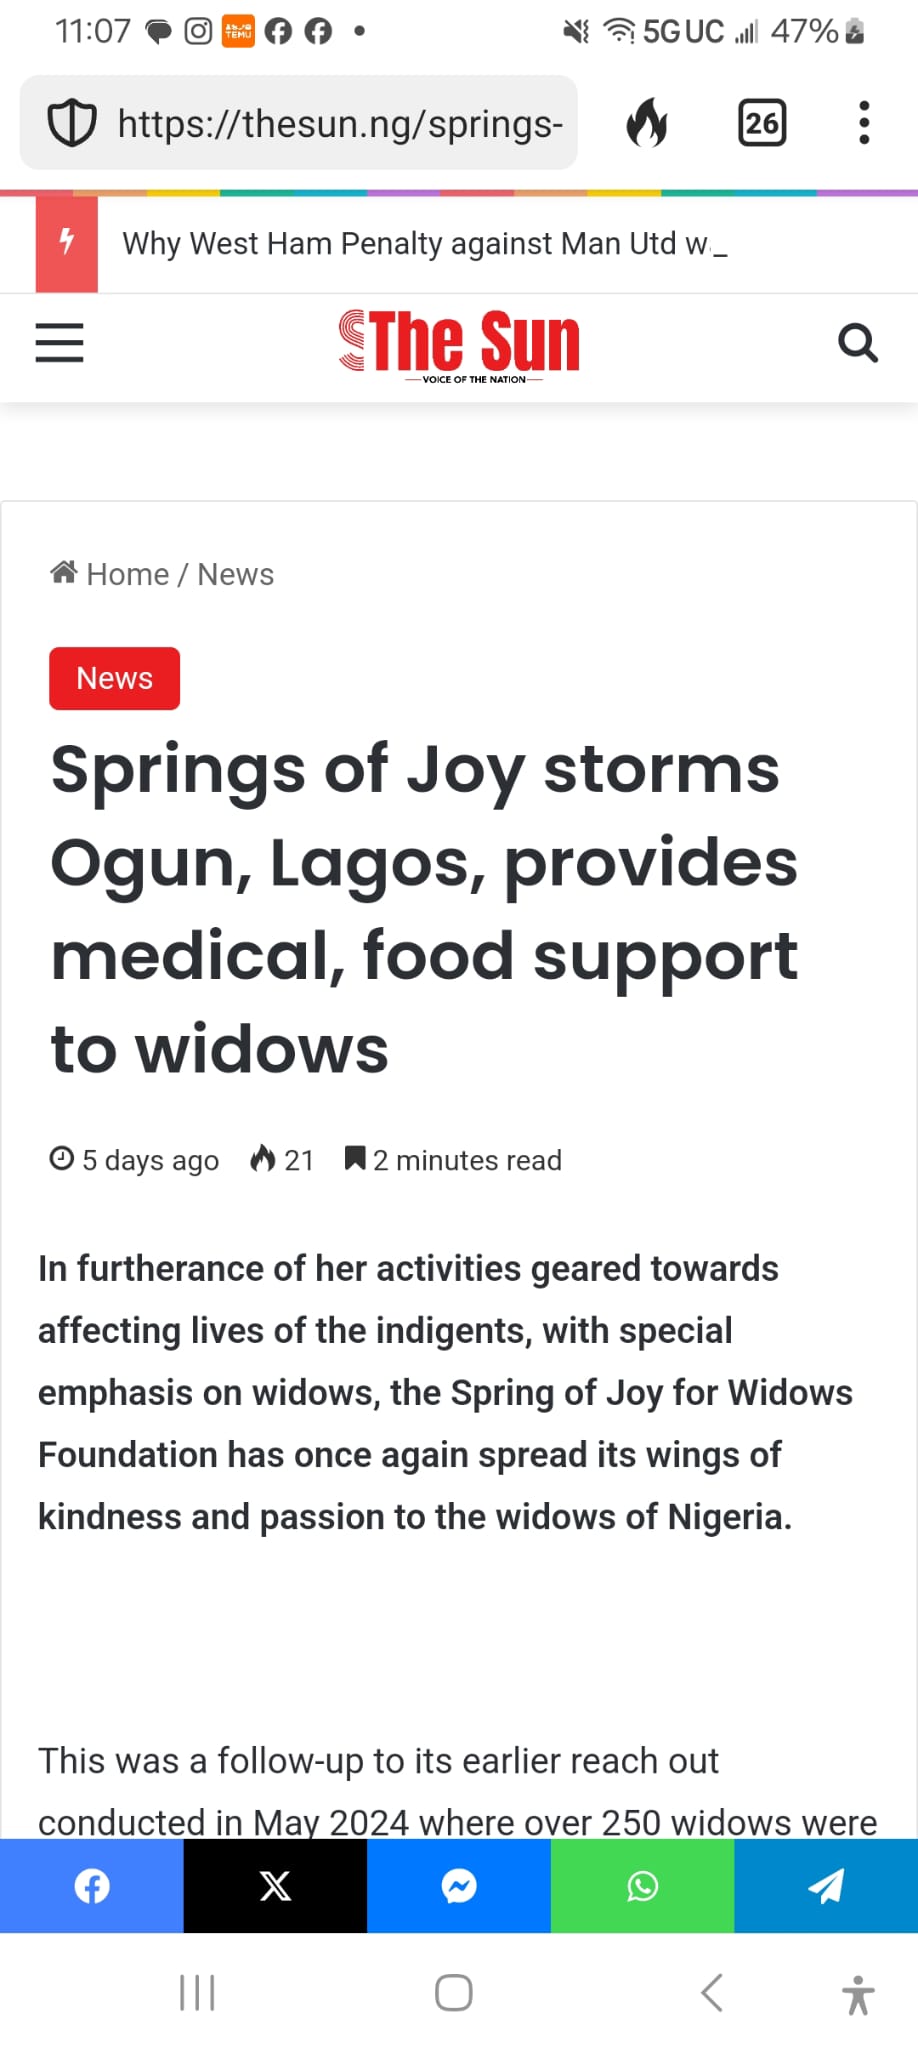 11:07
TEMU
5G UC
47%
https://thesun.ng/springs-
26
Why West Ham Penalty against Man Utd w._
The Sun
VOICE OF THE NATION
Home / News
News
Springs of Joy storms
Ogun, Lagos, provides
medical, food support
to widows
5 days ago 21 2 minutes read
In furtherance of her activities geared towards
affecting lives of the indigents, with special
emphasis on widows, the Spring of Joy for Widows
Foundation has once again spread its wings of
kindness and passion to the widows of Nigeria.
This was a follow-up to its earlier reach out
conducted in May 2024 where over 250 widows were